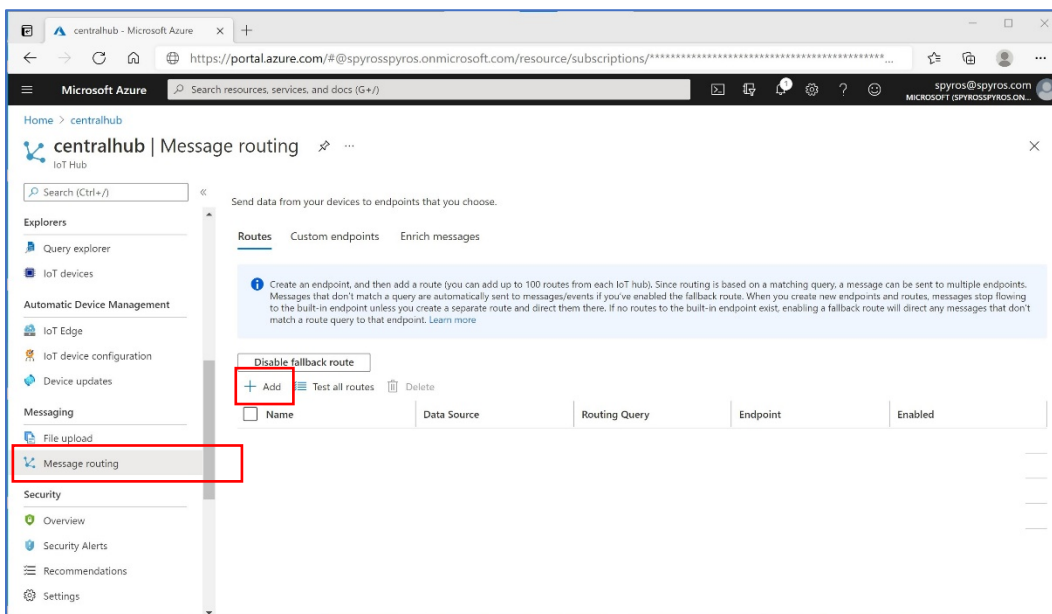 centralhub - Microsoft Azure
https://portal.azure.com/#@spyrosspyros.onmicrosoft.com/resource/subscriptions/********************************************...
Microsoft Azure
Search resources, services, and docs (G+/)
1
spyros@spyros.com
MICROSOFT (SPYROSSPYROS.ON...
Home > centralhub
centralhub | Message routing
IoT Hub
Search (Ctrl+/)
Explorers
Query explorer
IoT devices
Automatic Device Management
IoT Edge
IoT device configuration
Device updates
Messaging
File upload
Message routing
Security
Overview
Security Alerts
Recommendations
Settings
Send data from your devices to endpoints that you choose.
Routes Custom endpoints Enrich messages
Create an endpoint, and then add a route (you can add up to 100 routes from each IoT hub). Since routing is based on a matching query, a message can be sent to multiple endpoints.
Messages that don't match a query are automatically sent to messages/events if you've enabled the fallback route. When you create new endpoints and routes, messages stop flowing
to the built-in endpoint unless you create a separate route and direct them there. If no routes to the built-in endpoint exist, enabling a fallback route will direct any messages that don't
match a route query to that endpoint. Learn more
Disable fallback route
Add Test all routes Delete
Name Data Source Routing Query Endpoint Enabled